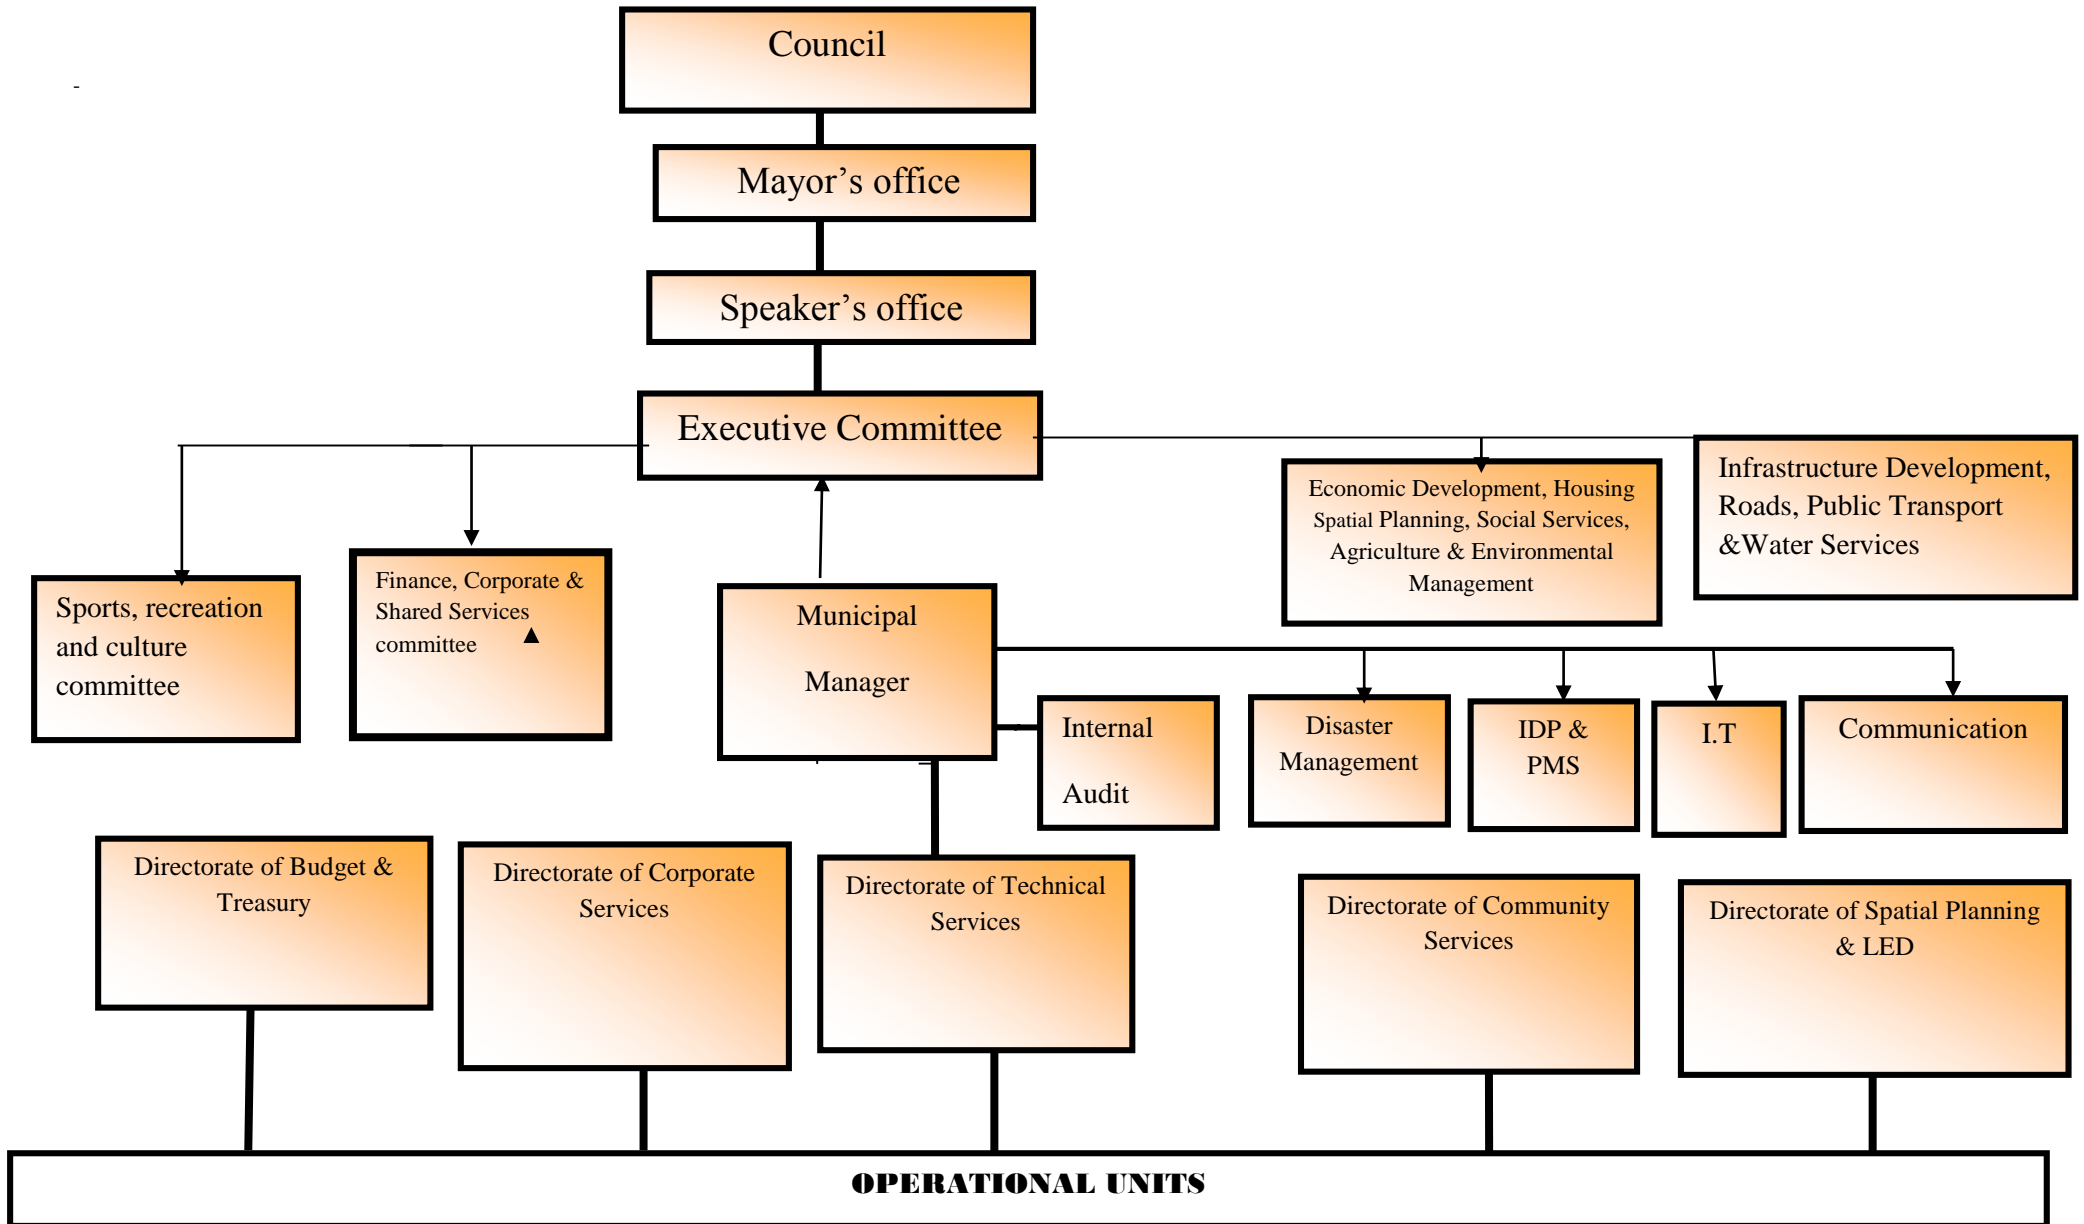 Council
-
Mayor’s office
Speaker’s office
Executive Committee
Sports, recreation
and culture
committee
Finance, Corporate &
Shared Services
committee
Economic Development, Housing
Spatial Planning, Social Services,
Agriculture & Environmental
Management
Infrastructure Development,
Roads, Public Transport
&Water Services
Municipal
Manager
Internal
Audit
Disaster
Management
IDP &
PMS
I.T
Communication
Directorate of Budget &
Treasury
Directorate of Corporate
Services
Directorate of Technical
Services
Directorate of Community
Services
Directorate of Spatial Planning
& LED
OPERATIONAL UNITS